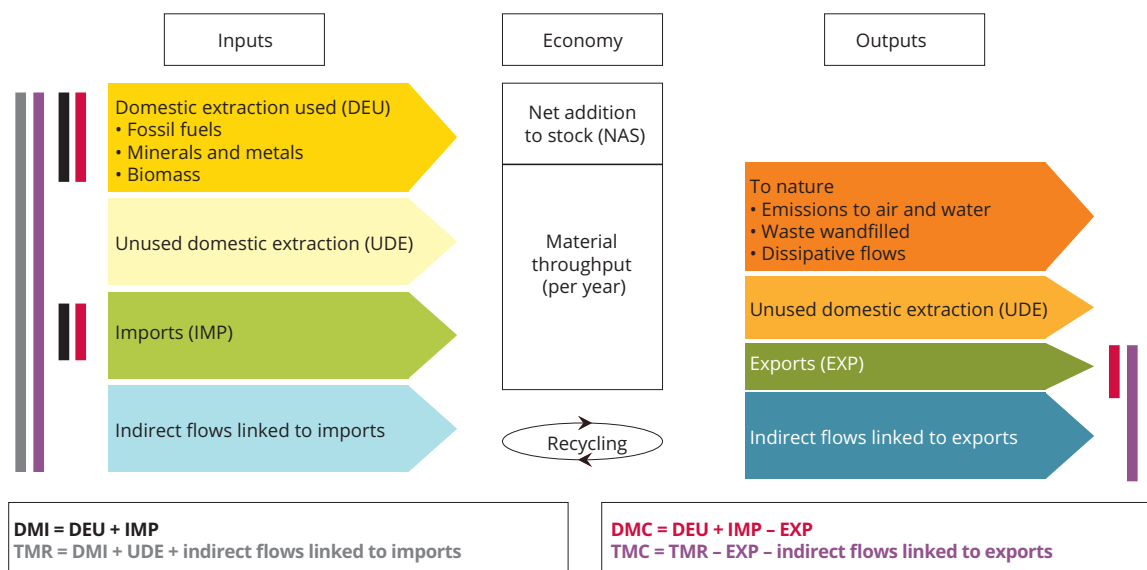 Inputs
Economy
Outputs
Domestic extraction used (DEU)
• Fossil fuels
• Minerals and metals
• Biomass
Unused domestic extraction (UDE)
Imports (IMP)
Indirect flows linked to imports
Net addition
to stock (NAS)
Material
throughput
(per year)
Recycling
To nature
• Emissions to air and water
• Waste wandfilled
• Dissipative flows
Unused domestic extraction (UDE)
Exports (EXP)
Indirect flows linked to exports
DMI = DEU + IMP
TMR = DMI + UDE + indirect flows linked to imports
DMC = DEU + IMP – EXP
TMC = TMR – EXP – indirect flows linked to exports